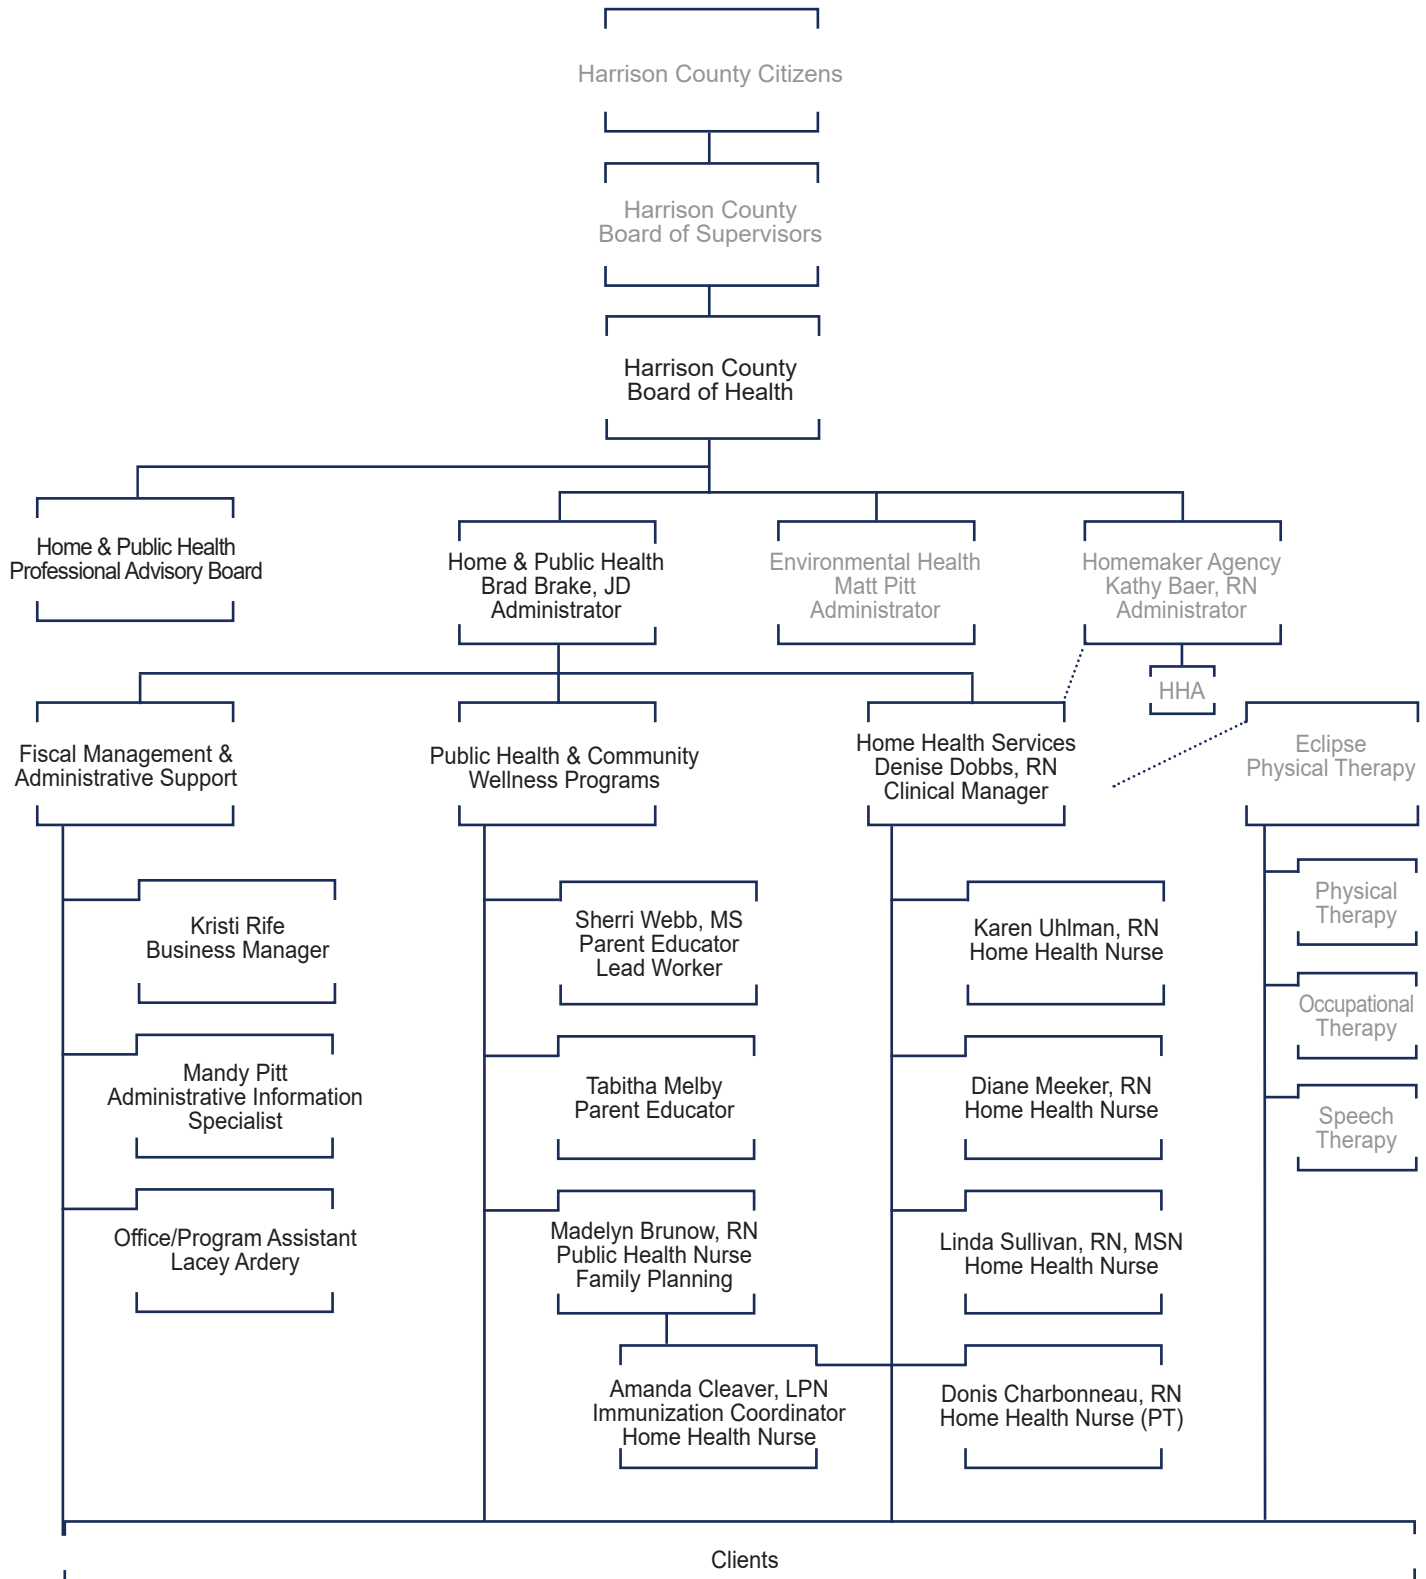 Harrison County Citizens
Harrison County
Board of Supervisors
Harrison County
Board of Health
Home & Public Health
Professional Advisory Board
Home & Public Health
Brad Brake, JD
Administrator
Environmental Health
Matt Pitt
Administrator
Homemaker Agency
Kathy Baer, RN
Administrator
HHA
Fiscal Management &
Administrative Support
Public Health & Community
Wellness Programs
Home Health Services
Denise Dobbs, RN
Clinical Manager
Eclipse
Physical Therapy
Kristi Rife
Business Manager
Mandy Pitt
Administrative Information
Specialist
Office/Program Assistant
Lacey Ardery
Sherri Webb, MS
Parent Educator
Lead Worker
Tabitha Melby
Parent Educator
Madelyn Brunow, RN
Public Health Nurse
Family Planning
Amanda Cleaver, LPN
Immunization Coordinator
Home Health Nurse
Karen Uhlman, RN
Home Health Nurse
Diane Meeker, RN
Home Health Nurse
Linda Sullivan, RN, MSN
Home Health Nurse
Donis Charbonneau, RN
Home Health Nurse (PT)
Physical
Therapy
Occupational
Therapy
Speech
Therapy
Clients